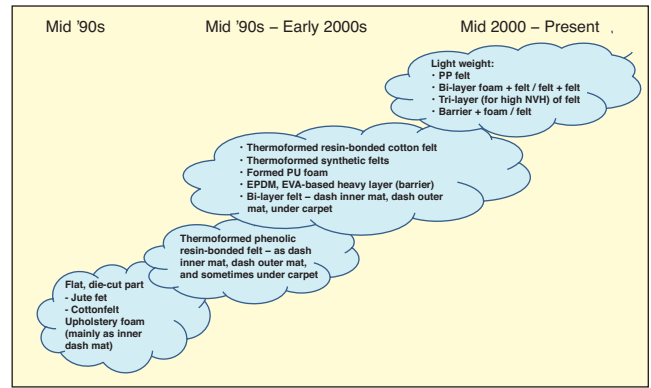 Mid '90s
Mid '90s – Early 2000s
Mid 2000 – Present
Light weight:
· PP felt
· Bi-layer foam + felt / felt + felt
· Tri-layer (for high NVH) of felt
· Barrier + foam / felt
· Thermoformed resin-bonded cotton felt
· Thermoformed synthetic felts
· Formed PU foam
· EPDM, EVA-based heavy layer (barrier)
· Bi-layer felt – dash inner mat, dash outer
mat, under carpet
Thermoformed phenolic
resin-bonded felt – as dash
inner mat, dash outer mat,
and sometimes under carpet
Flat, die-cut part
- Jute fet
- Cottonfelt
Upholstery foam
(mainly as inner
dash mat)